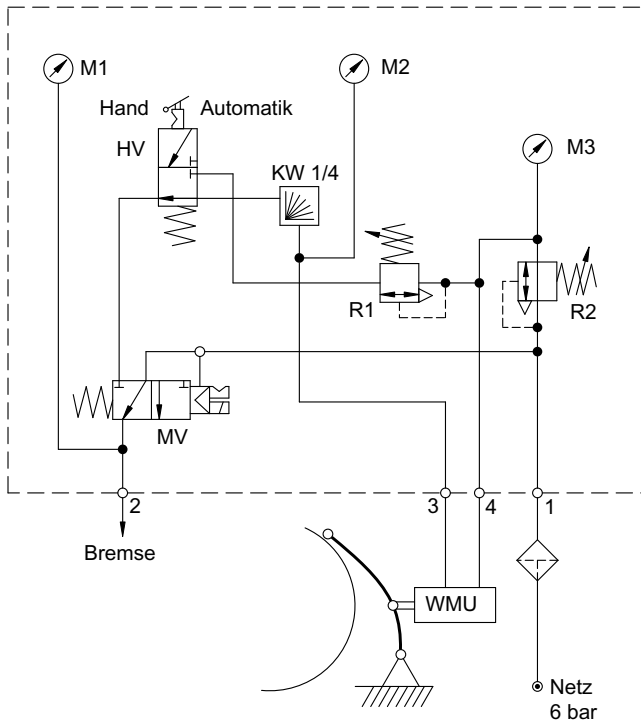 M1
M2
Hand Automatik
HV
M3
KW 1/4
R1
R2
MV
2
3
4
1
Bremse
WMU
Netz
6 bar